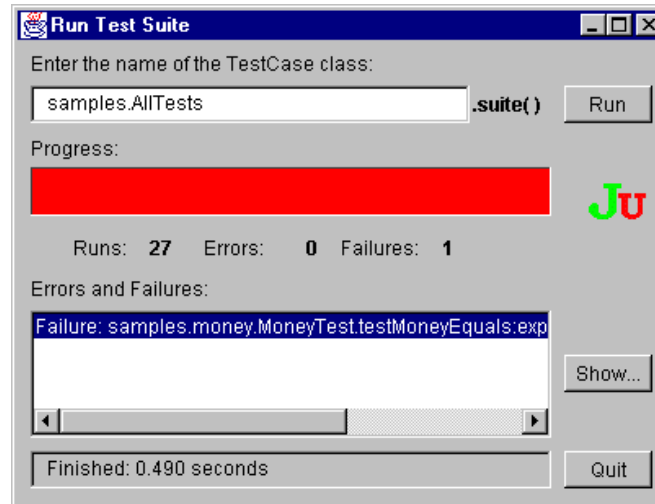 Run Test Suite
Enter the name of the TestCase class:
samples.AllTests .suite( ) Run
Progress:
JU
Runs: 27 Errors: 0 Failures: 1
Errors and Failures:
Failure: samples.money.MoneyTest.testMoneyEquals:exp
Show...
Finished: 0.490 seconds Quit